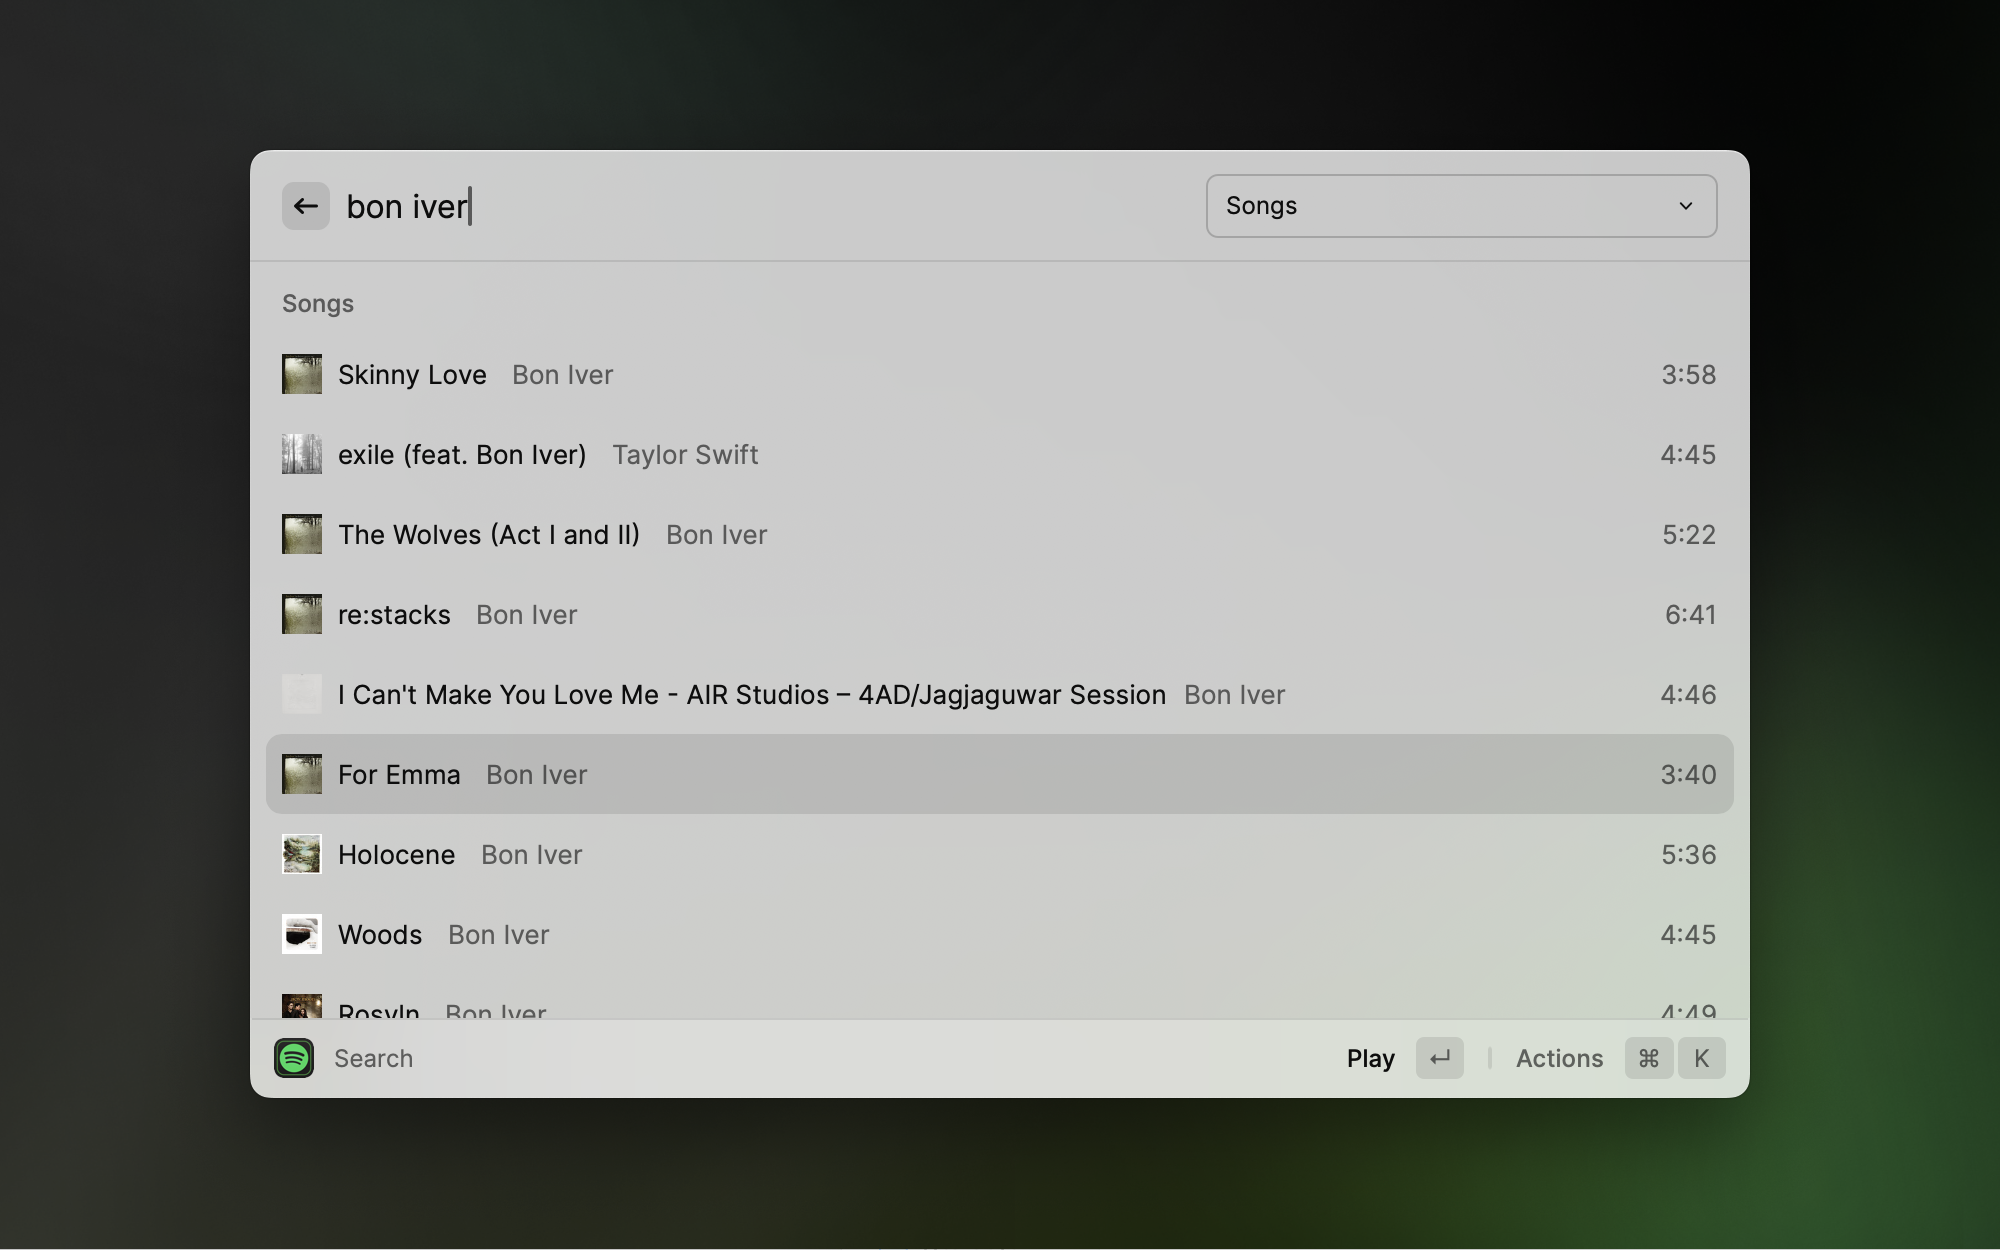 bon iver Songs
Songs
Skinny Love Bon Iver 3:58
exile (feat. Bon Iver) Taylor Swift 4:45
The Wolves (Act I and II) Bon Iver 5:22
re:stacks Bon Iver 6:41
I Can't Make You Love Me - AIR Studios – 4AD/Jagjaguwar Session Bon Iver 4:46
For Emma Bon Iver 3:40
Holocene Bon Iver 5:36
Woods Bon Iver 4:45
Rosyln Bon Iver 4:49
Search Play ↵ Actions ⌘ K